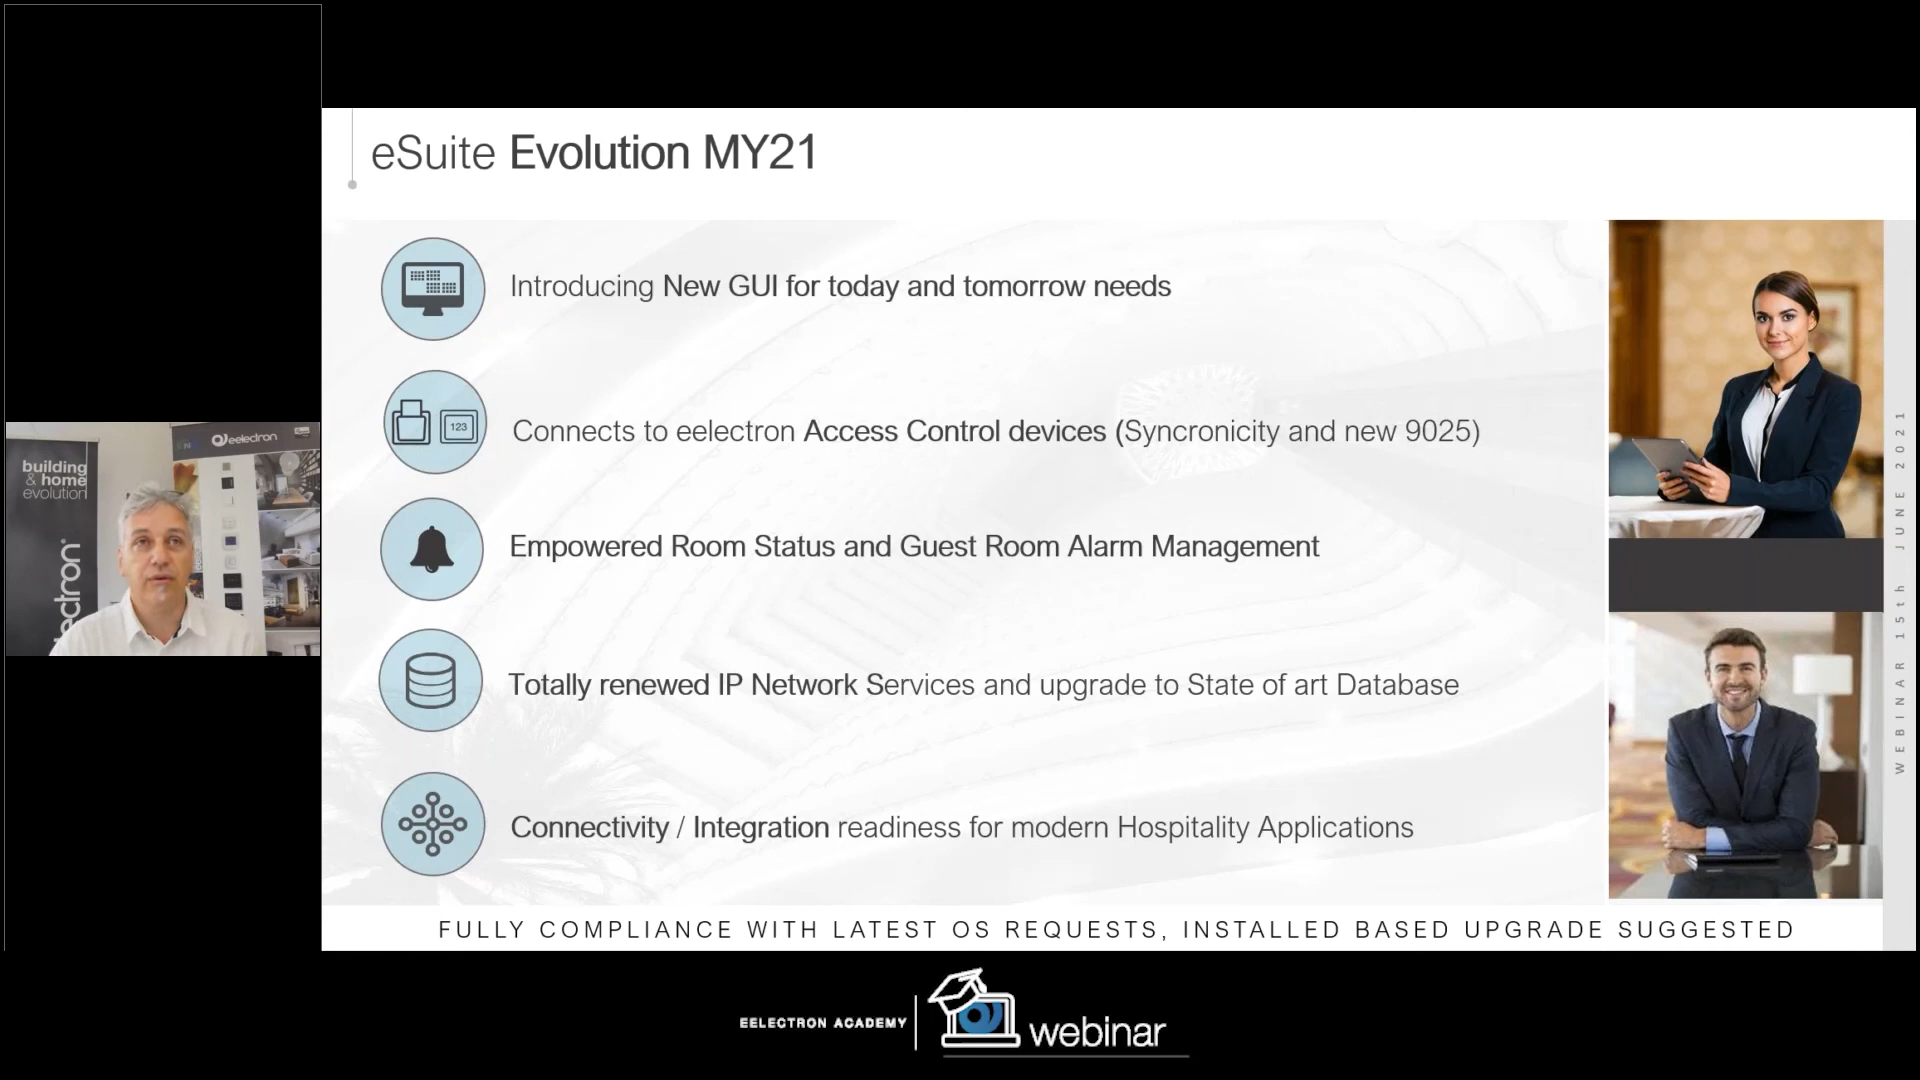 eSuite Evolution MY21
Introducing New GUI for today and tomorrow needs
123
Connects to eelectron Access Control devices (Syncronicity and new 9025)
Empowered Room Status and Guest Room Alarm Management
Totally renewed IP Network Services and upgrade to State of art Database
Connectivity / Integration readiness for modern Hospitality Applications
FULLY COMPLIANCE WITH LATEST OS REQUESTS, INSTALLED BASED UPGRADE SUGGESTED
WEBINAR 15th JUNE 2021
building
& home
evolution
eelectron
electron
EELECTRON ACADEMY
webinar